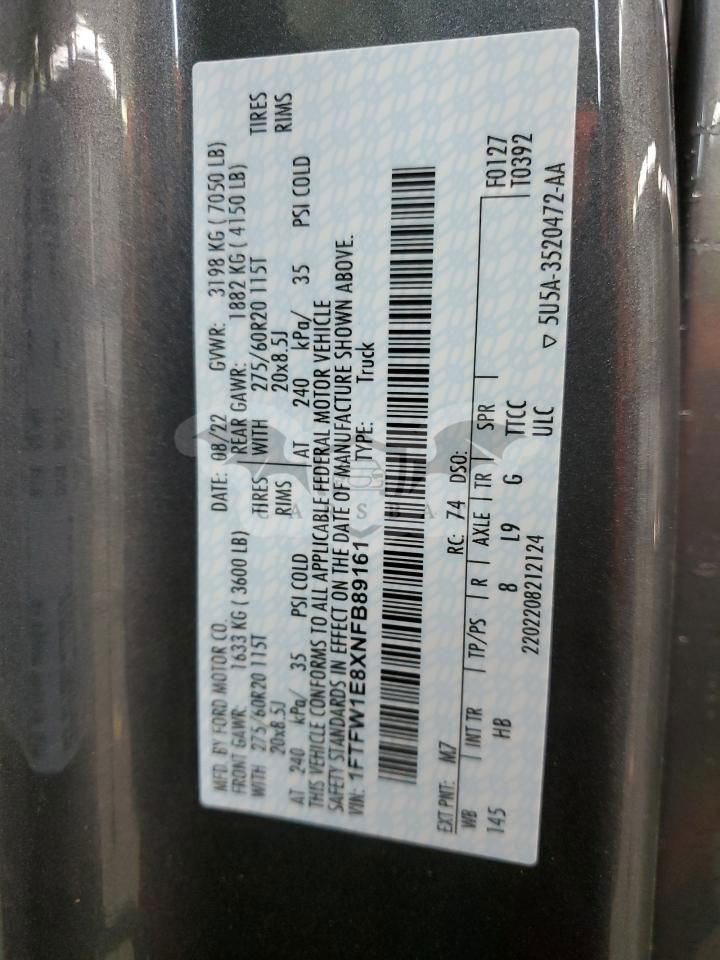 MFD. BY FORD MOTOR CO. DATE: 08/22 GVWR: 3198 KG ( 7050 LB)
FRONT GAWR: 1633 KG ( 3600 LB) REAR GAWR: 1882 KG ( 4150 LB)
WITH 275/60R20 115T TIRES WITH 275/60R20 115T TIRES
20x8.5J RIMS 20x8.5J RIMS
AT 240 kPa/ 35 PSI COLD AT 240 kPa/ 35 PSI COLD
THIS VEHICLE CONFORMS TO ALL APPLICABLE FEDERAL MOTOR VEHICLE
SAFETY STANDARDS IN EFFECT ON THE DATE OF MANUFACTURE SHOWN ABOVE.
VIN: 1FTFW1E8XNFB89161 TYPE: Truck
EXT PNT: M7 RC: 74 DSO: F0127
WB INT TR TP/PS R AXLE TR SPR T0392
145 HB 8 L9 G TTCC
2202208212124 ULC
▽ 5U5A-3520472-AA